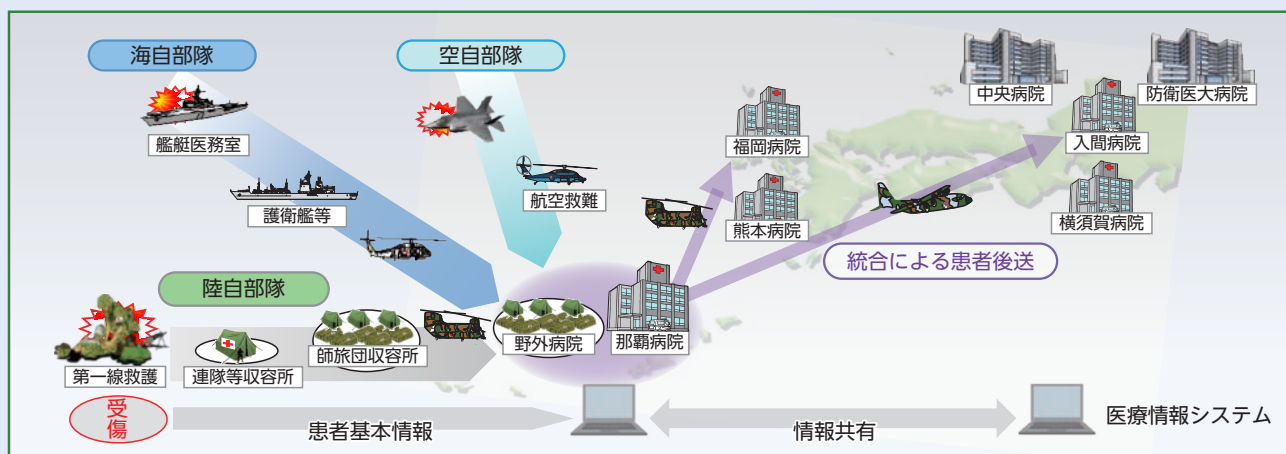 海自部隊
空自部隊
中央病院
防衛医大病院
艦艇医務室
福岡病院
入間病院
護衛艦等
航空救難
熊本病院
横須賀病院
統合による患者後送
陸自部隊
第一線救護
連隊等収容所
師旅団収容所
野外病院
那覇病院
受
傷
患者基本情報
情報共有
医療情報システム